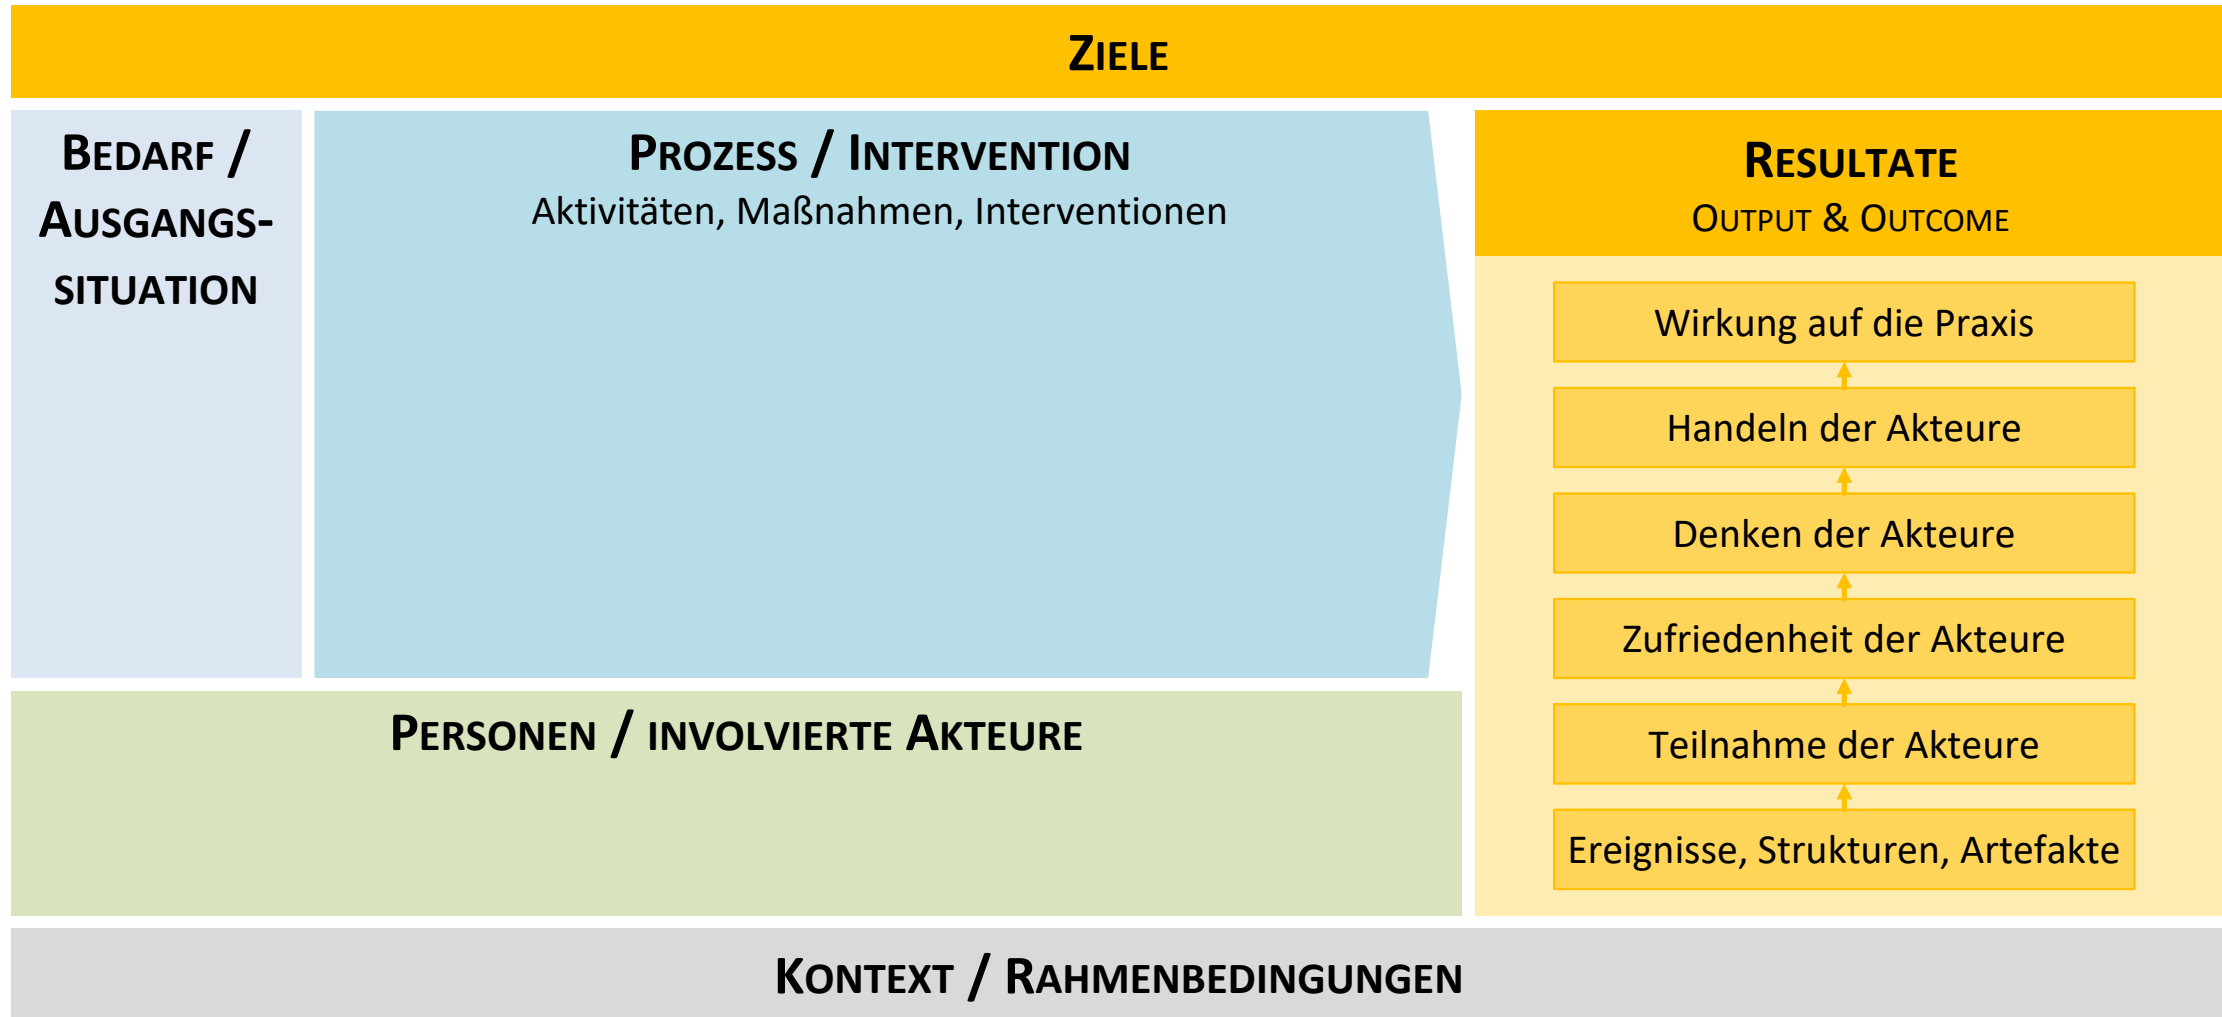 ZIELE
BEDARF /
AUSGANGS-
SITUATION
PROZESS / INTERVENTION
Aktivitäten, Maßnahmen, Interventionen
RESULTATE
OUTPUT & OUTCOME
Wirkung auf die Praxis
Handeln der Akteure
Denken der Akteure
Zufriedenheit der Akteure
Teilnahme der Akteure
Ereignisse, Strukturen, Artefakte
PERSONEN / INVOLVIERTE AKTEURE
KONTEXT / RAHMENBEDINGUNGEN